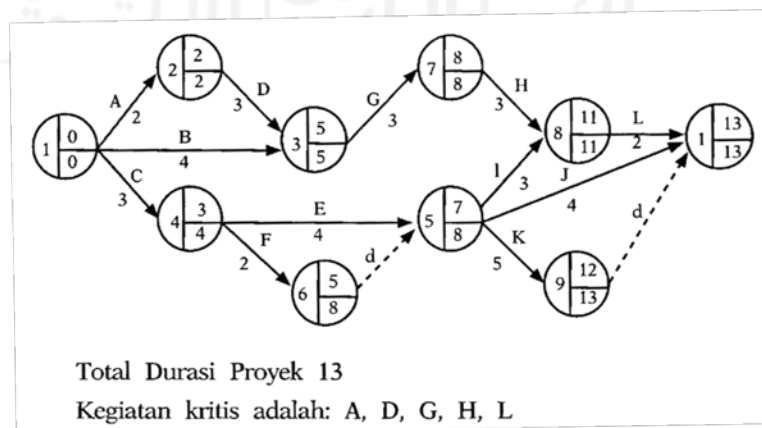 A
2
2
2
2
D
3
B
4
1
0
0
C
3
3
5
5
G
3
7
8
8
H
3
8
11
11
L
2
1
13
13
4
3
4
E
4
F
2
6
5
8
d
5
7
8
I
3
J
4
K
5
9
12
13
d
Total Durasi Proyek 13
Kegiatan kritis adalah: A, D, G, H, L